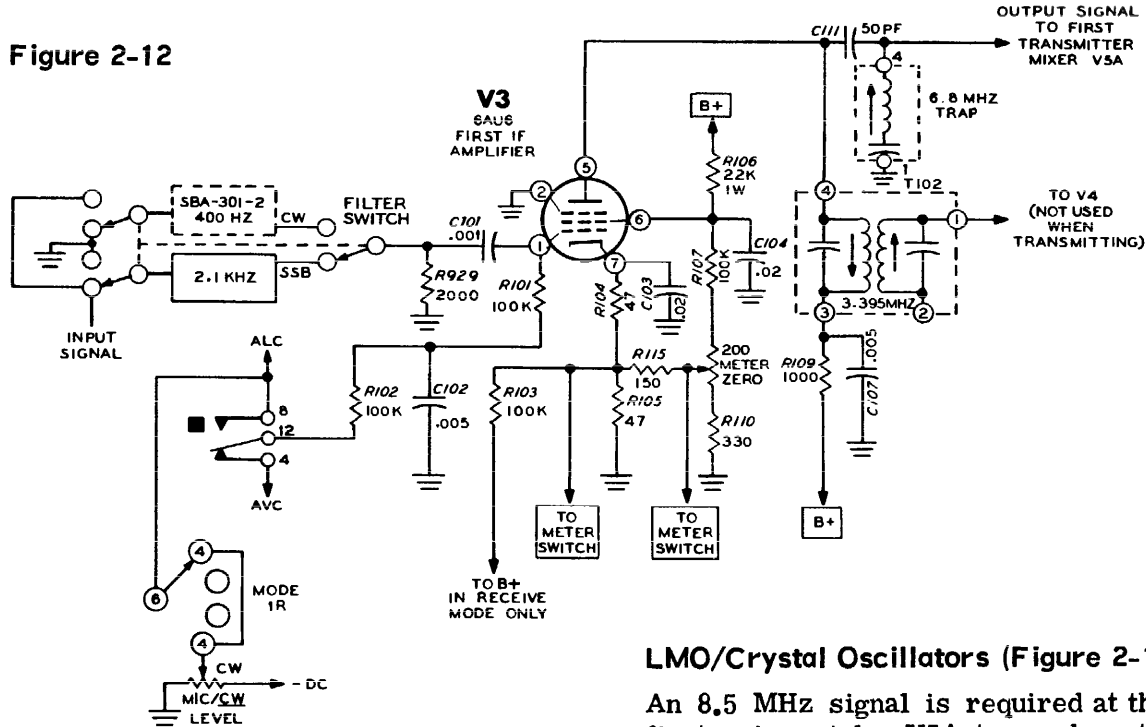 Figure 2-12
V3
6AU6
FIRST IF
AMPLIFIER
C111
50 PF
OUTPUT SIGNAL
TO FIRST
TRANSMITTER
MIXER V5A
4
6.8 MHZ
TRAP
1
B+
R106
22K
1W
5
2
6
1
7
SBA-301-2
400 HZ
CW
FILTER
SWITCH
2.1 KHZ
SSB
INPUT
SIGNAL
C101
.001
R929
2000
R101
100K
R104
47
C103
.02
R107
100K
C104
.02
T102
4
1
3
2
3.395MHZ
TO V4
(NOT USED
WHEN
TRANSMITTING)
ALC
8
12
4
AVC
R102
100K
C102
.005
R103
100K
R115
150
R105
47
200
METER
ZERO
R110
330
R109
1000
C107
.005
B+
TO
METER
SWITCH
TO
METER
SWITCH
TO B+
IN RECEIVE
MODE ONLY
4
6
MODE
1R
4
CW
- DC
MIC/CW
LEVEL
LMO/Crystal Oscillators (Figure 2-1
An 8.5 MHz signal is required at th